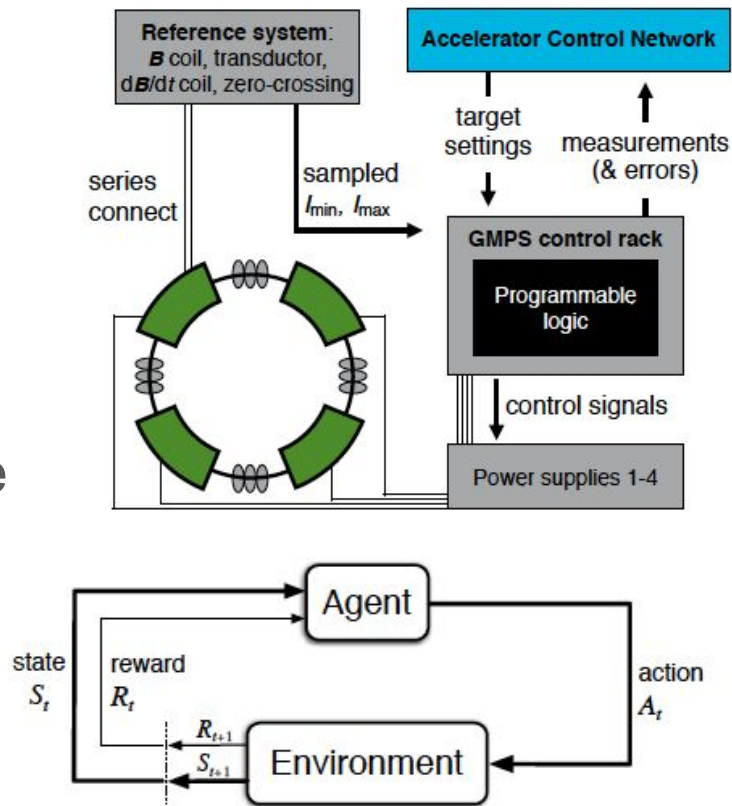 Reference system:
B coil, transductor,
dB/dt coil, zero-crossing
Accelerator Control Network
target
settings
measurements
(& errors)
series
connect
sampled
Imin, Imax
GMPS control rack
Programmable
logic
control signals
Power supplies 1-4
e
Agent
state
St
reward
Rt
action
At
Rt+1
St+1
Environment